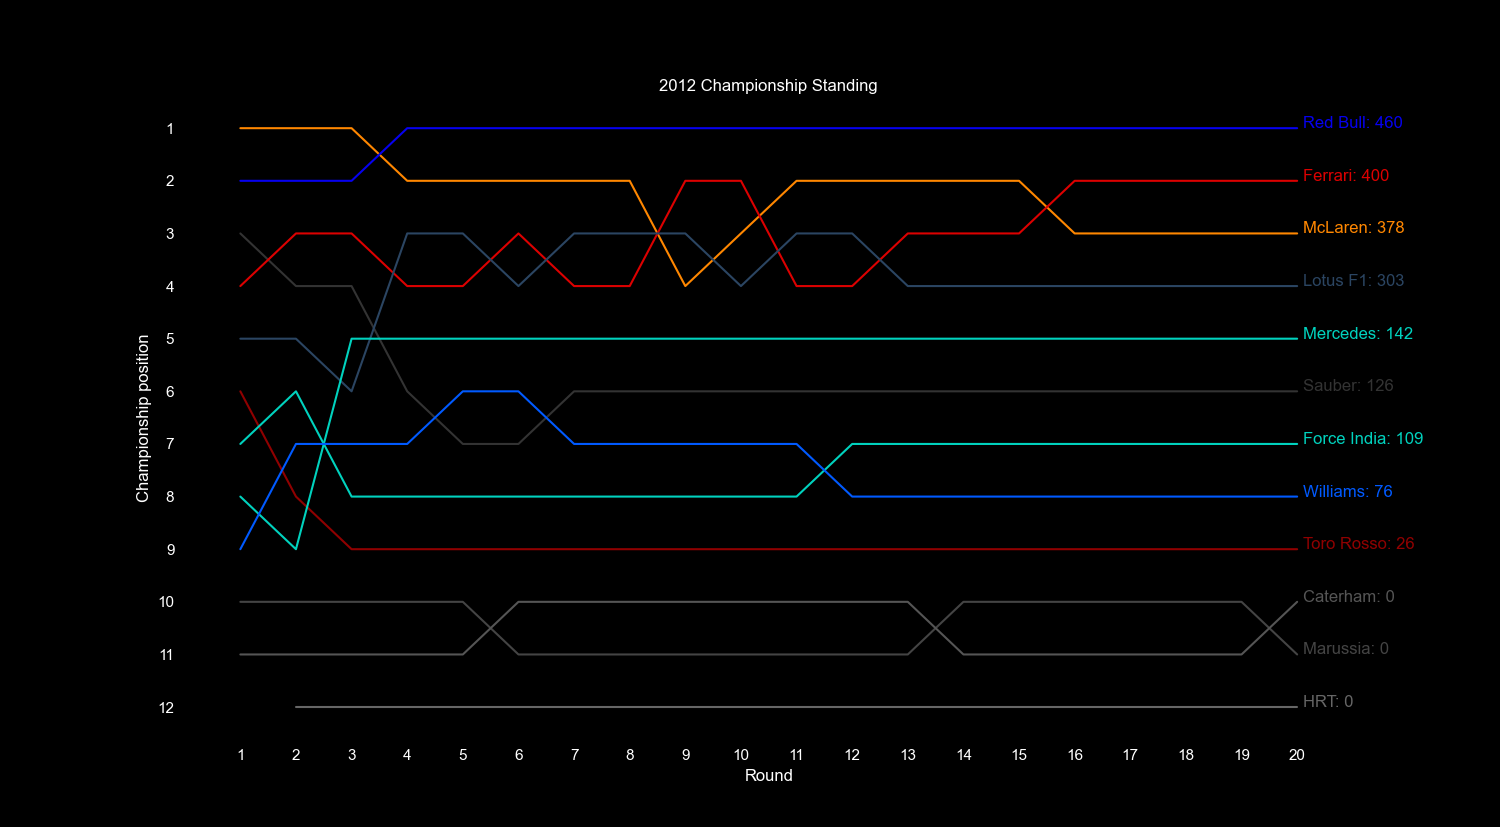 2012 Championship Standing
Championship position
1
2
3
4
5
6
7
8
9
10
11
12
Red Bull: 460
Ferrari: 400
McLaren: 378
Lotus F1: 303
Mercedes: 142
Sauber: 126
Force India: 109
Williams: 76
Toro Rosso: 26
Caterham: 0
Marussia: 0
HRT: 0
1 2 3 4 5 6 7 8 9 10 11 12 13 14 15 16 17 18 19 20
Round